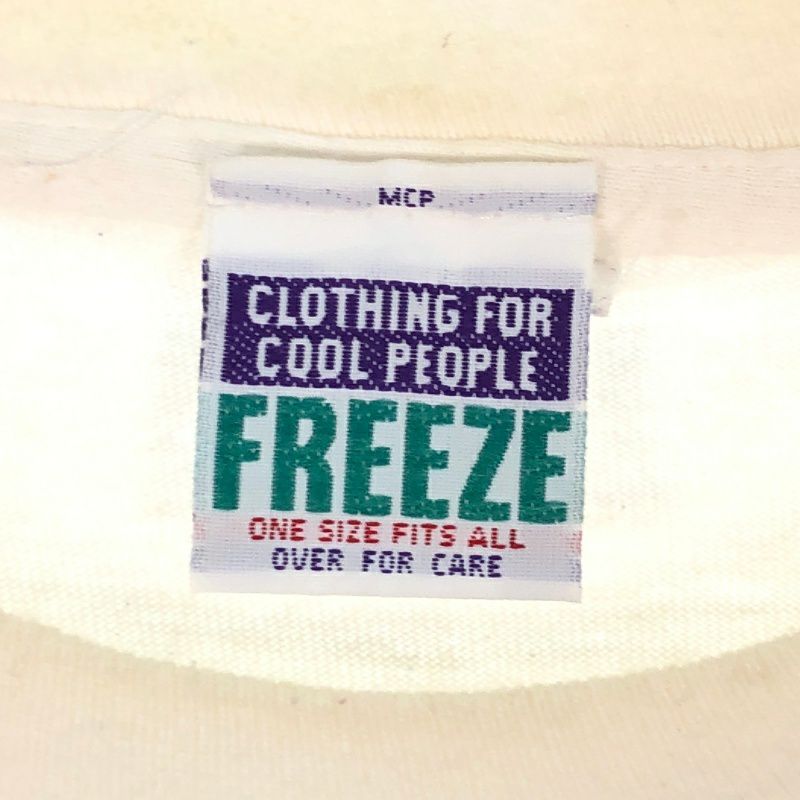 MCP
CLOTHING FOR
COOL PEOPLE
FREEZE
ONE SIZE FITS ALL
OVER FOR CARE